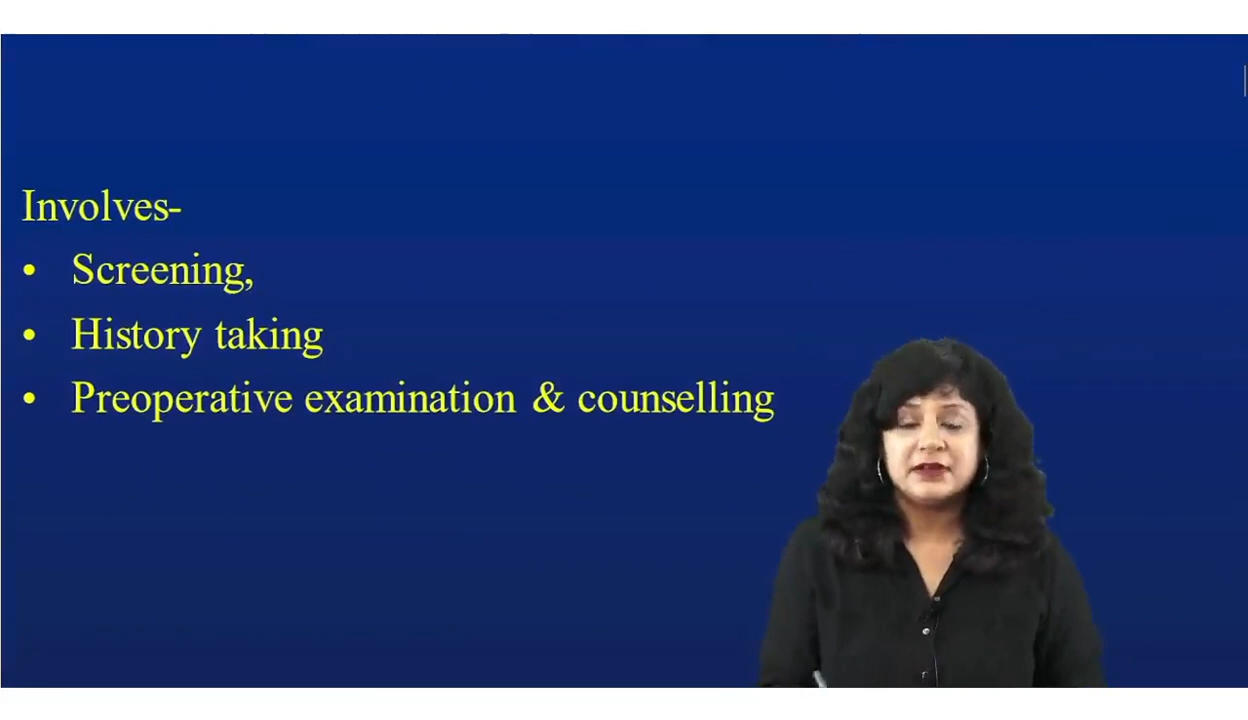 Involves-
• Screening,
• History taking
• Preoperative examination & counselling